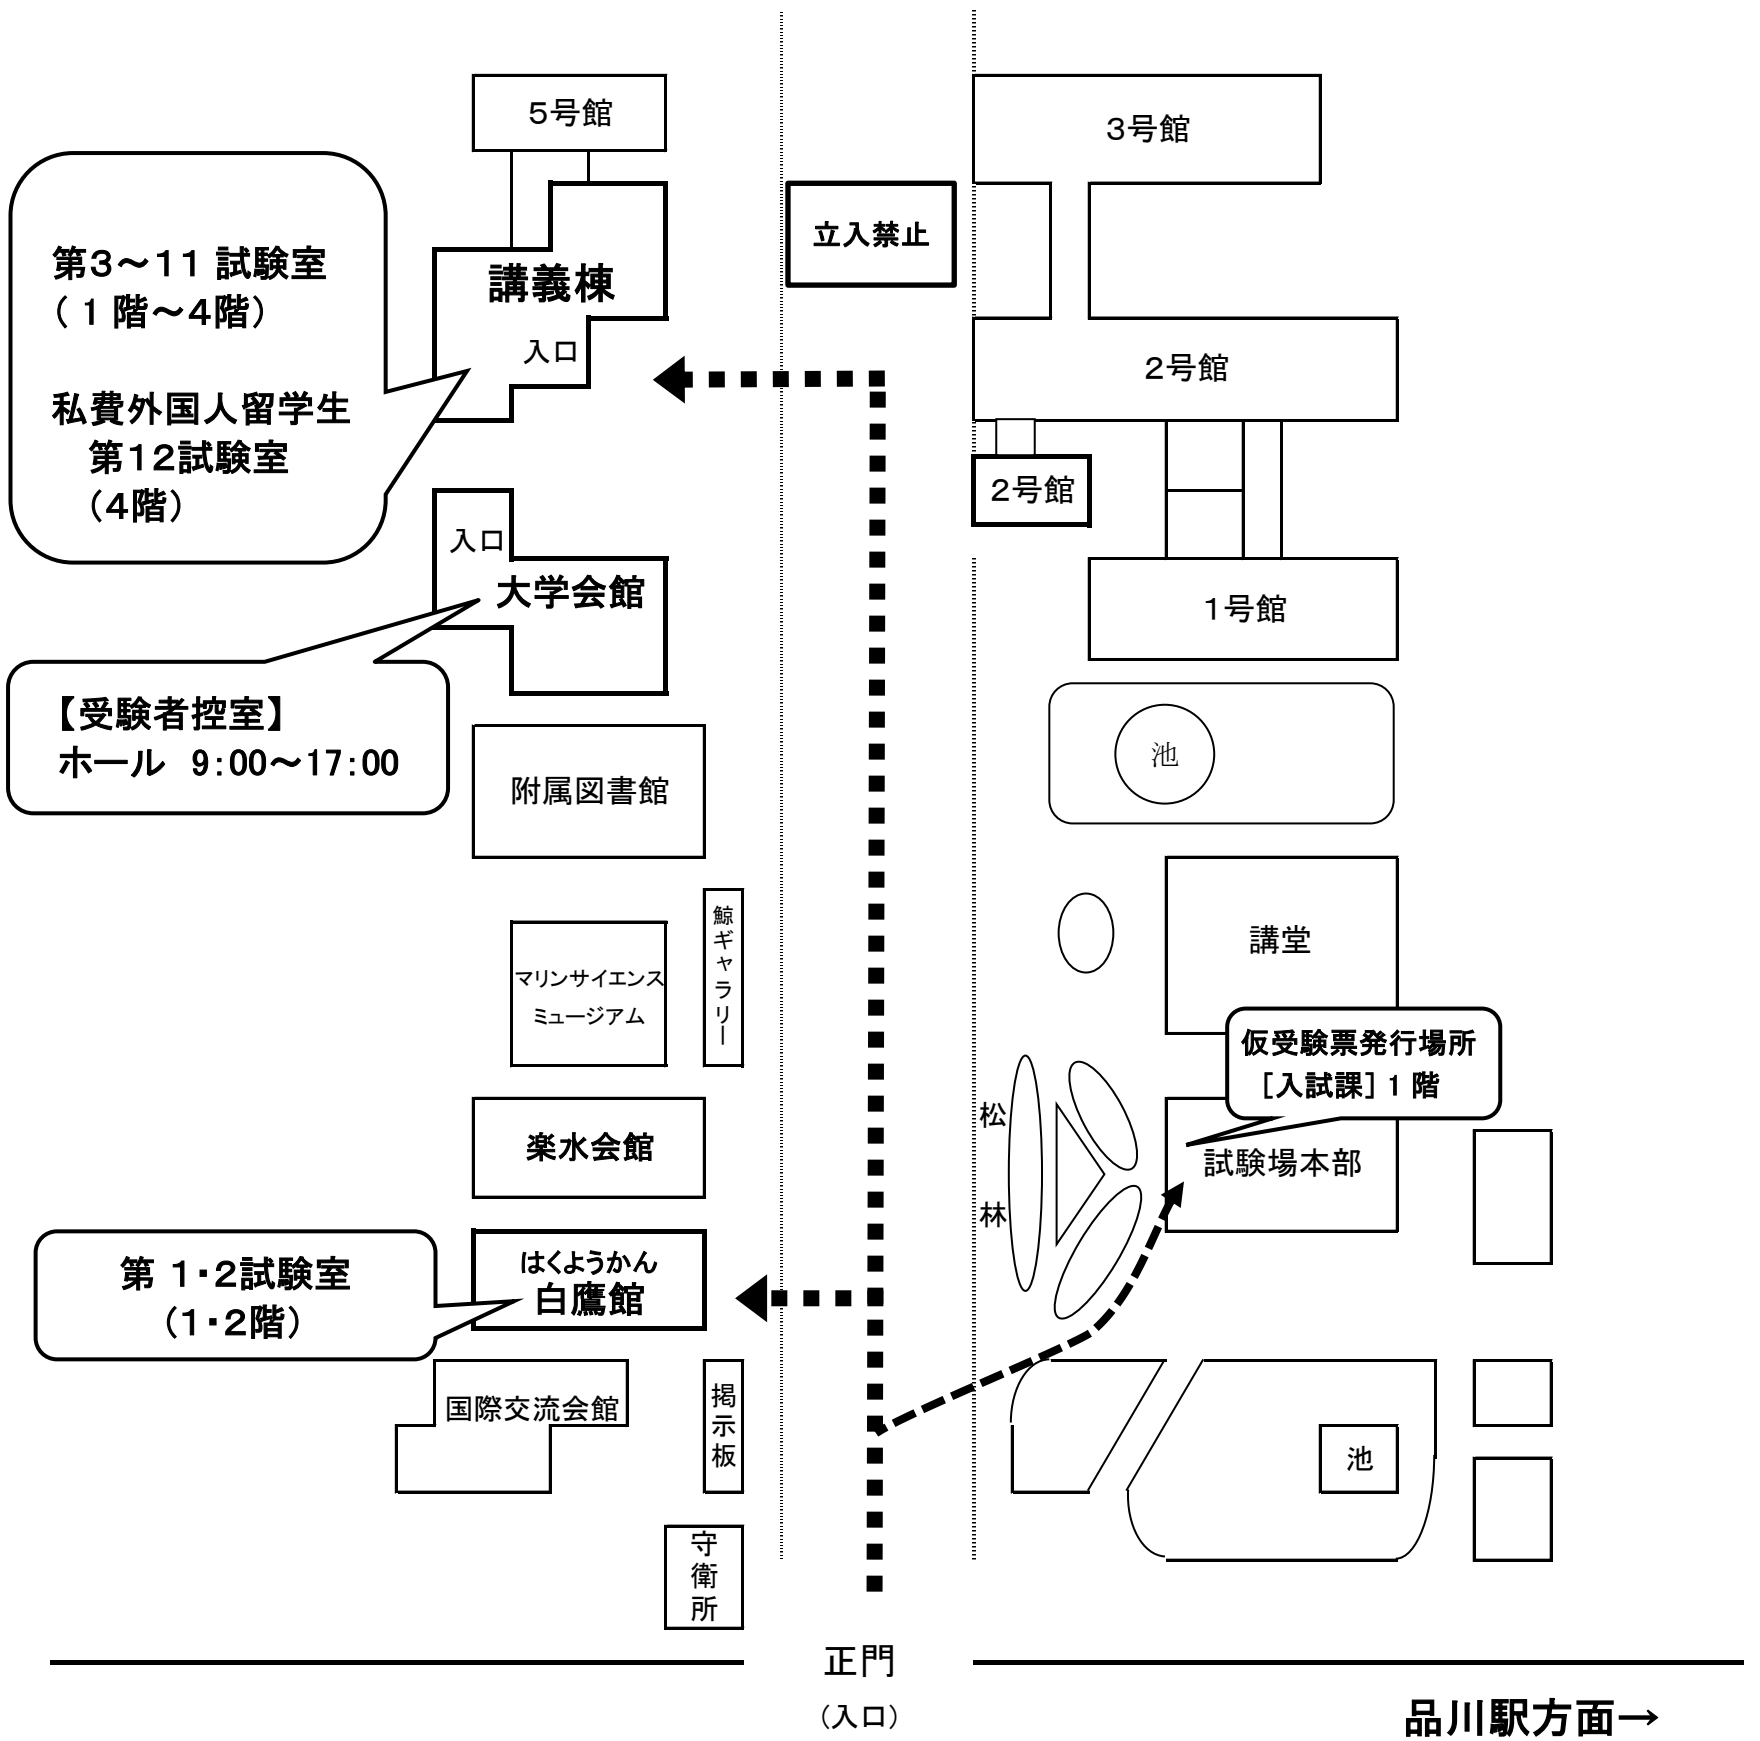 5号館
3号館
立入禁止
第3～11 試験室
(1階～4階)
講義棟
入口
2号館
私費外国人留学生
第12試験室
(4階)
2号館
入口
大学会館
1号館
【受験者控室】
ホール 9:00～17:00
池
附属図書館
鯨ギャラリー
講堂
マリンサイエンス
ミュージアム
仮受験票発行場所
[入試課] 1階
松林
楽水会館
試験場本部
第 1・2試験室
(1・2階)
はくようかん
白鷹館
国際交流会館
掲示板
池
守衛所
正門
(入口)
品川駅方面→